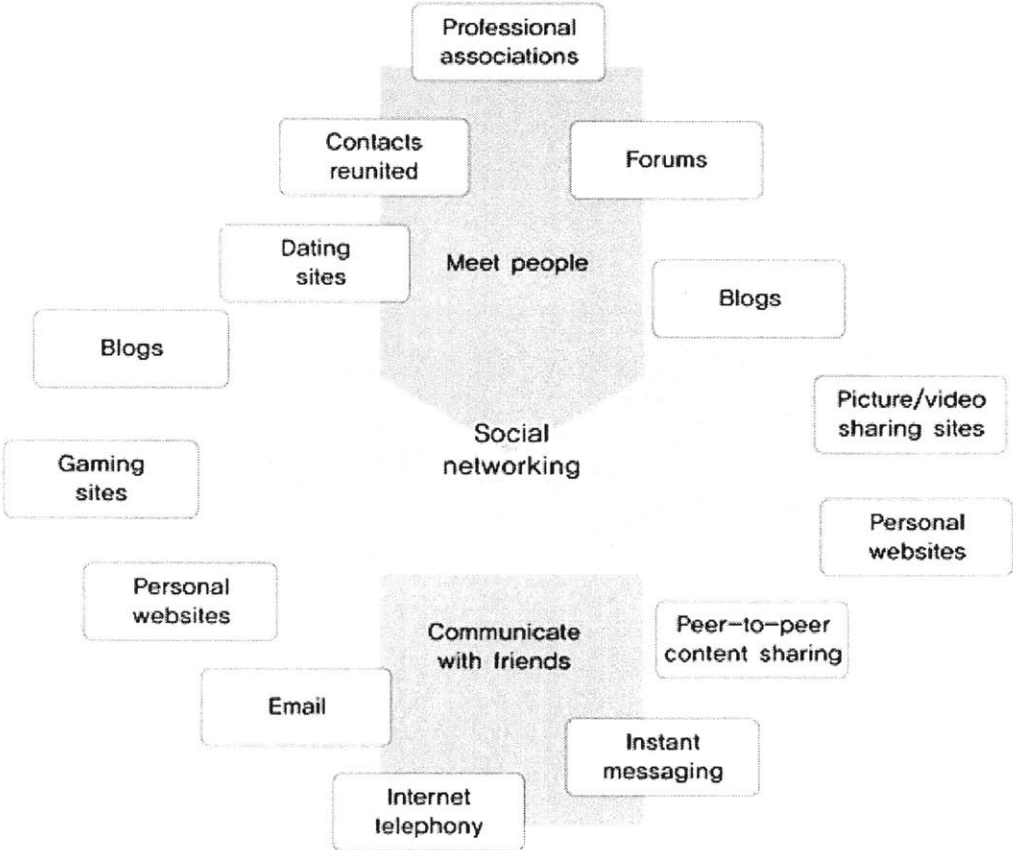 Professional
associations
Contacts
reunited
Forums
Dating
sites
Meet people
Blogs
Blogs
Picture/video
sharing sites
Social
networking
Gaming
sites
Personal
websites
Personal
websites
Communicate
with friends
Peer-to-peer
content sharing
Email
Instant
messaging
Internet
telephony